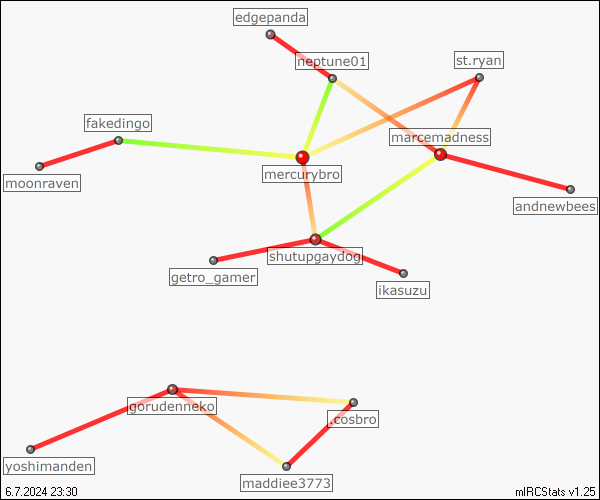 edgepanda
neptune01
st.ryan
fakedingo
marcemadness
mercurybro
moonraven
andnewbees
shutupgaydog
getro_gamer
ikasuzu
gorudenneko
.cosbro
yoshimanden
maddiee3773
6.7.2024 23:30
mIRCStats v1.25